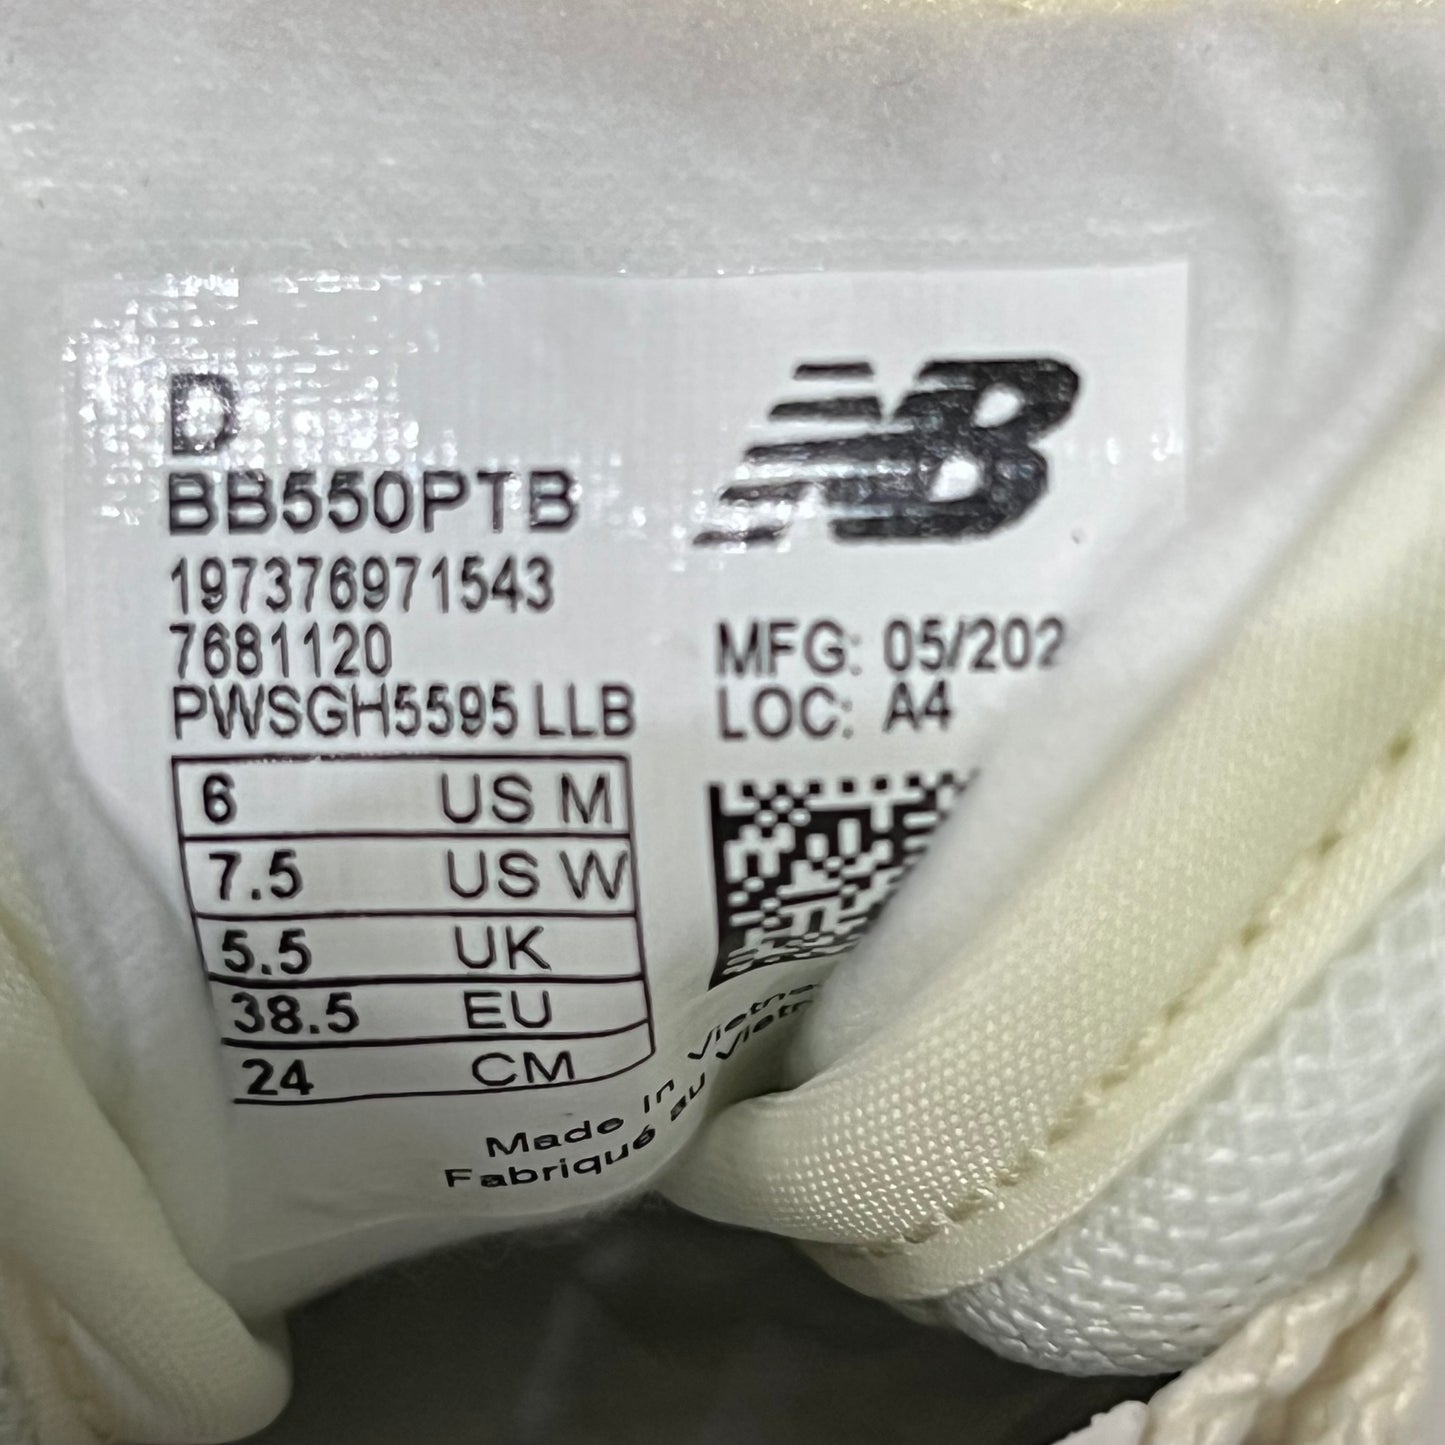 D
NB
BB550PTB
197376971543
7681120
PWSGH5595 LLB
MFG: 05/202
LOC: A4
6 US M
7.5 US W
5.5 UK
38.5 EU
24 CM
Made in Vietna
Fabriqué au Vietn